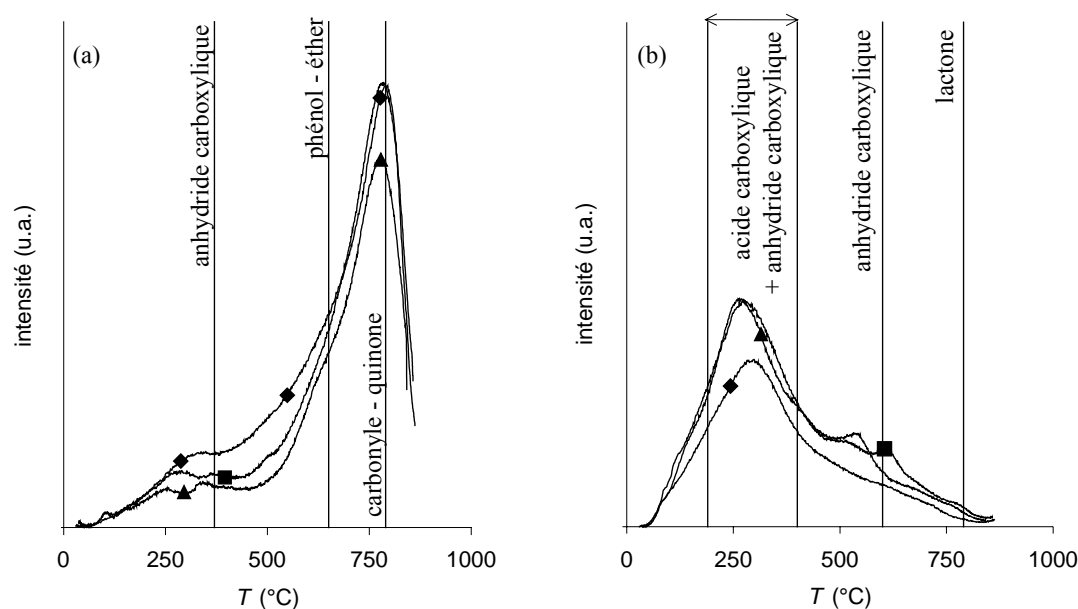 (a)
anhydride carboxylique
phénol - éther
carbonyle - quinone
intensité (u.a.)
0 250 500 750 1000
T (°C)
(b)
acide carboxylique
+ anhydride carboxylique
anhydride carboxylique
lactone
intensité (u.a.)
0 250 500 750 1000
T (°C)